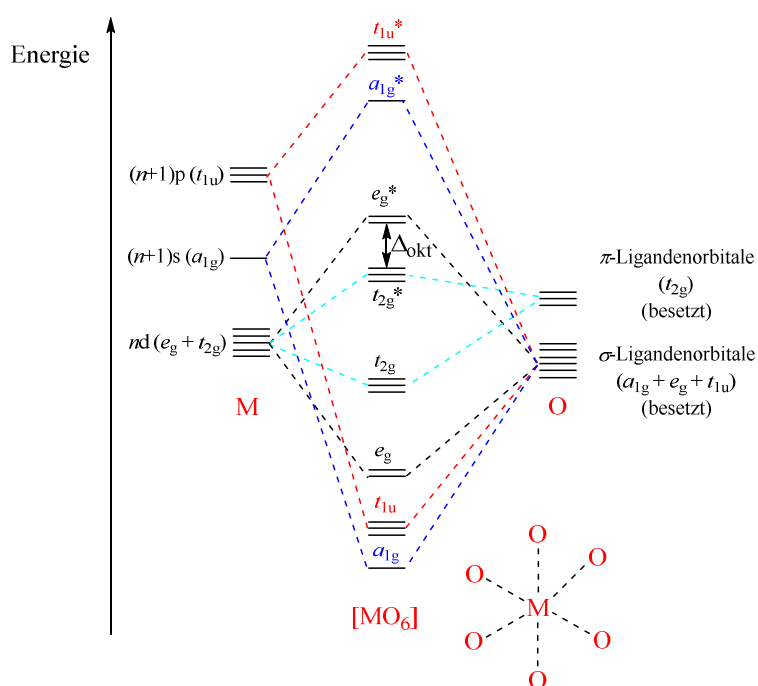 t1u*
Energie
a1g*
(n+1)p (t1u)
eg*
Δokt
(n+1)s (a1g)
π-Ligandenorbitale
(t2g)
(besetzt)
t2g*
nd (eg + t2g)
t2g
σ-Ligandenorbitale
(a1g + eg + t1u)
(besetzt)
M
O
eg
t1u
a1g
[MO6]
O
O
O
M
O
O
O